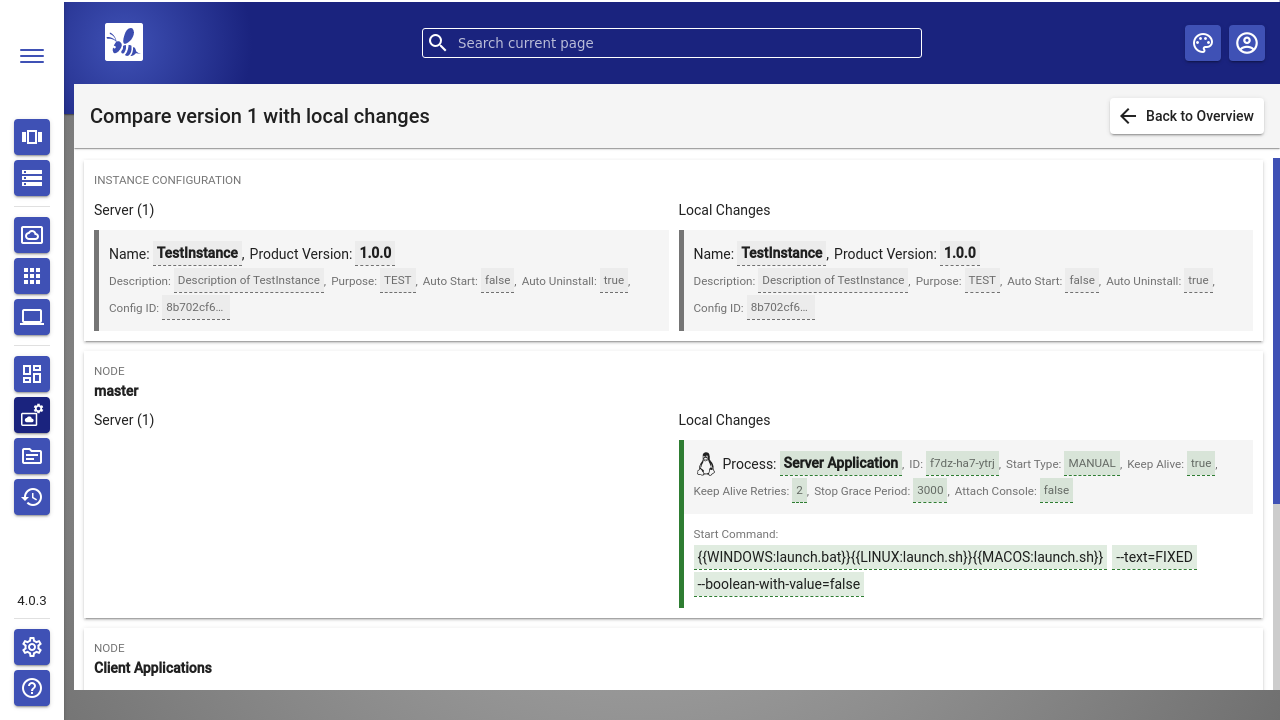 Search current page
Compare version 1 with local changes
Back to Overview
INSTANCE CONFIGURATION
Server (1)
Local Changes
Name: TestInstance, Product Version: 1.0.0
Description: Description of TestInstance, Purpose: TEST, Auto Start: false, Auto Uninstall: true,
Config ID: 8b702cf6...
Name: TestInstance, Product Version: 1.0.0
Description: Description of TestInstance, Purpose: TEST, Auto Start: false, Auto Uninstall: true,
Config ID: 8b702cf6...
NODE
master
Server (1)
Local Changes
Process: Server Application, ID: f7dz-ha7-ytrj, Start Type: MANUAL, Keep Alive: true,
Keep Alive Retries: 2, Stop Grace Period: 3000, Attach Console: false
Start Command:
{{WINDOWS:launch.bat}}{{LINUX:launch.sh}}{{MACOS:launch.sh}} --text=FIXED
--boolean-with-value=false
NODE
Client Applications
4.0.3